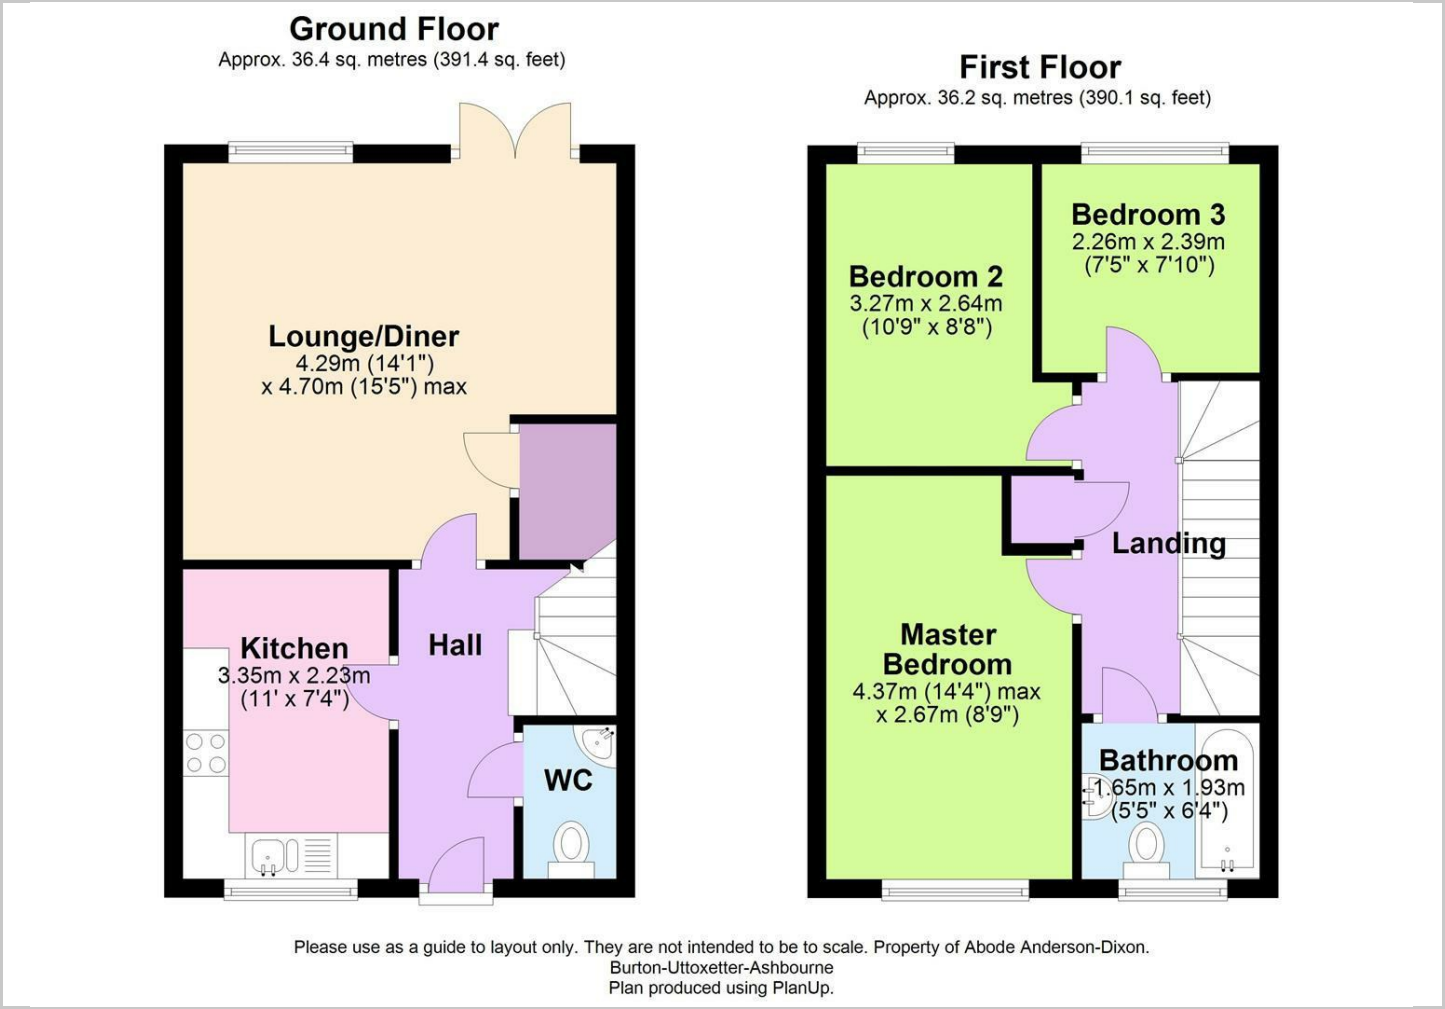 Ground Floor
Approx. 36.4 sq. metres (391.4 sq. feet)
Lounge/Diner
4.29m (14'1")
x 4.70m (15'5") max
Kitchen
3.35m x 2.23m
(11' x 7'4")
Hall
WC
First Floor
Approx. 36.2 sq. metres (390.1 sq. feet)
Bedroom 2
3.27m x 2.64m
(10'9" x 8'8")
Bedroom 3
2.26m x 2.39m
(7'5" x 7'10")
Landing
Master
Bedroom
4.37m (14'4") max
x 2.67m (8'9")
Bathroom
1.65m x 1.93m
(5'5" x 6'4")
Please use as a guide to layout only. They are not intended to be to scale. Property of Abode Anderson-Dixon.
Burton-Uttoxetter-Ashbourne
Plan produced using PlanUp.